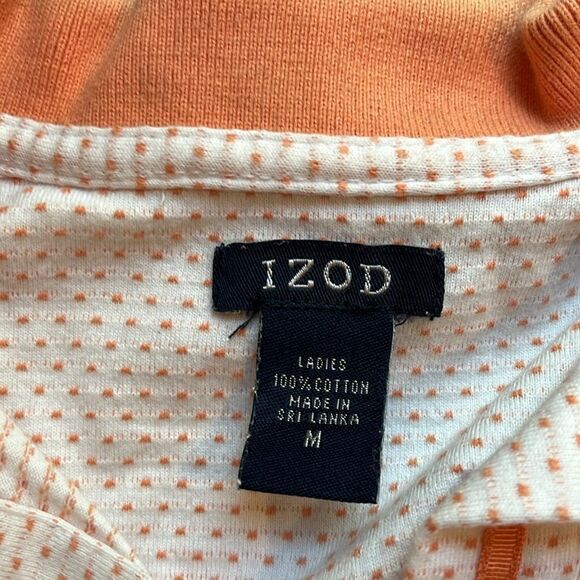 IZOD
LADIES
100% COTTON
MADE IN
SRI LANKA
M